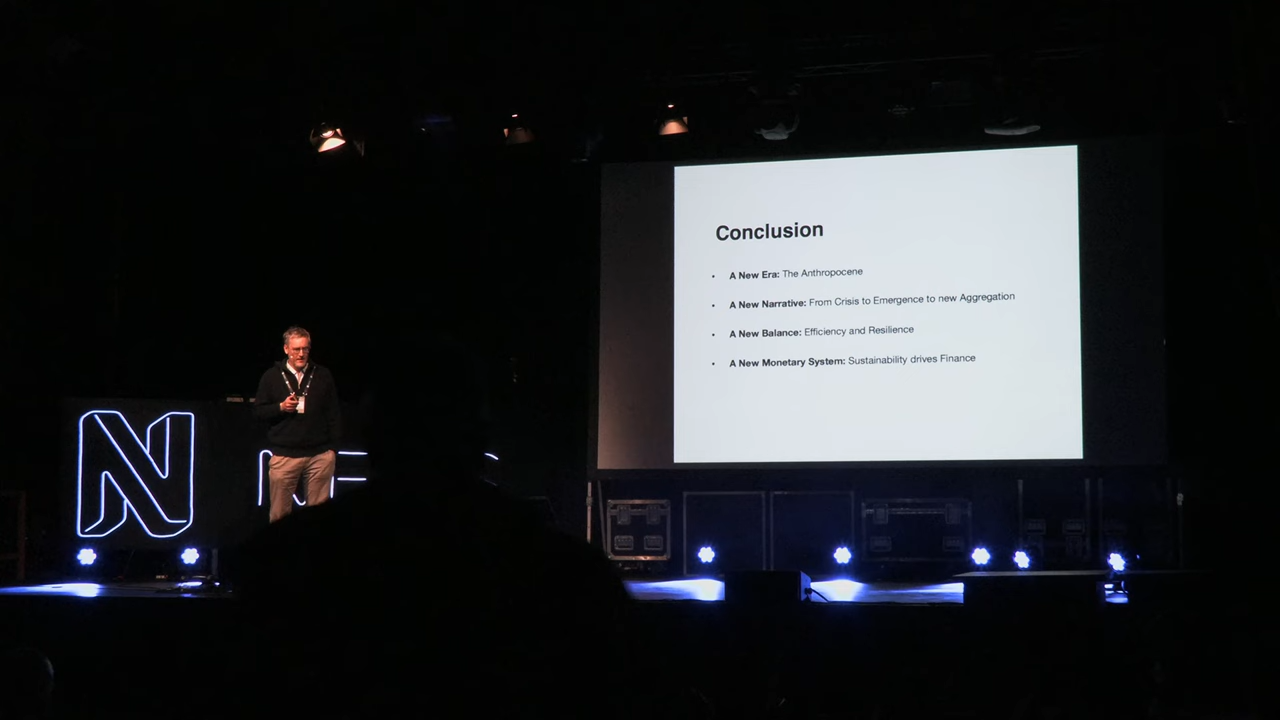 Conclusion
• A New Era: The Anthropocene
• A New Narrative: From Crisis to Emergence to new Aggregation
• A New Balance: Efficiency and Resilience
• A New Monetary System: Sustainability drives Finance
N